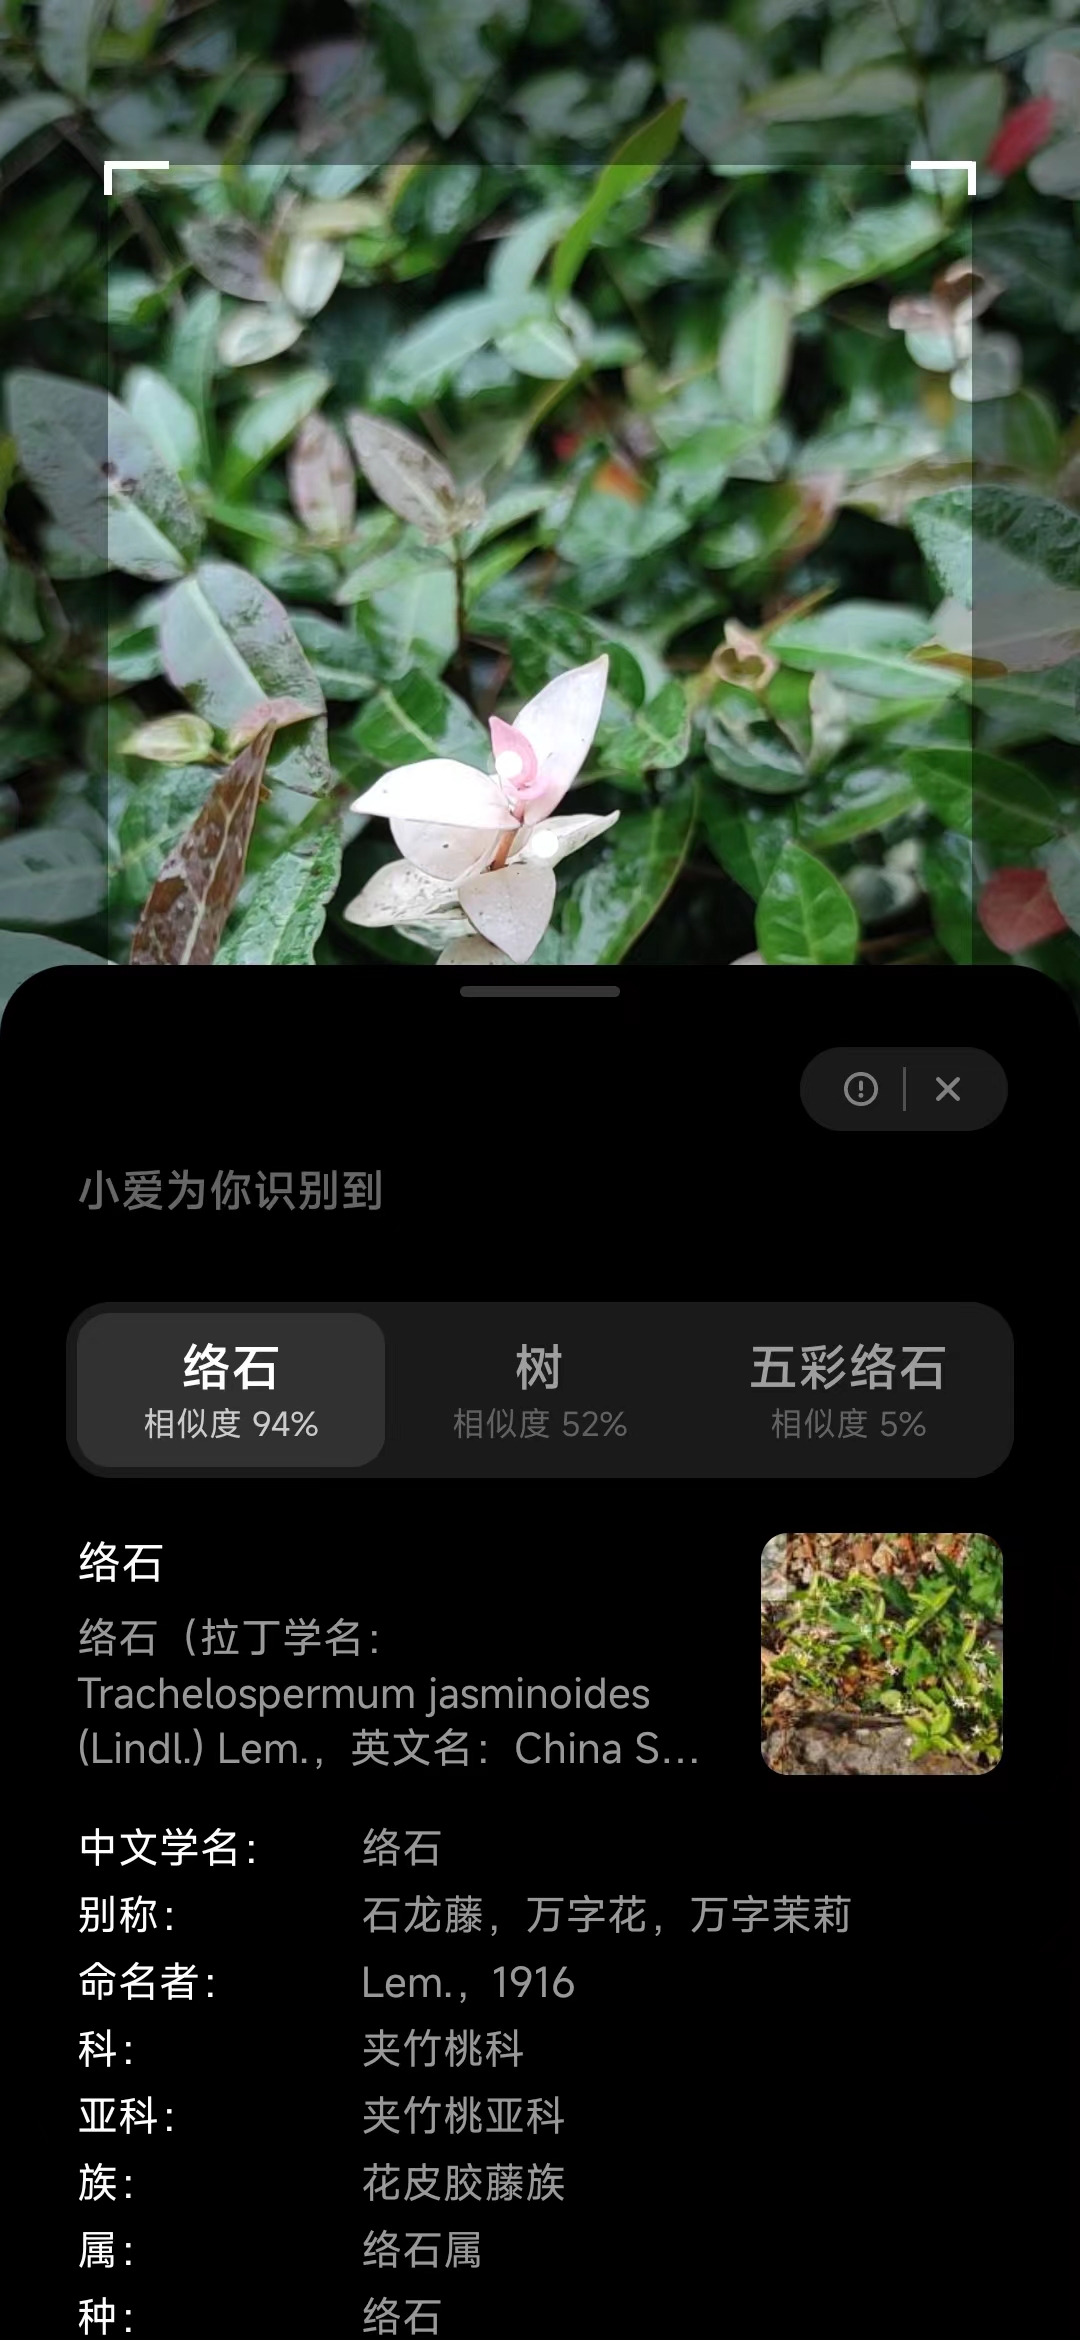 小爱为你识别到
络石
相似度 94%
树
相似度 52%
五彩络石
相似度 5%
络石
络石（拉丁学名：
Trachelospermum jasminoides
(Lindl.) Lem.，英文名：China S...
中文学名： 络石
别称： 石龙藤，万字花，万字茉莉
命名者： Lem.，1916
科： 夹竹桃科
亚科： 夹竹桃亚科
族： 花皮胶藤族
属： 络石属
种： 络石